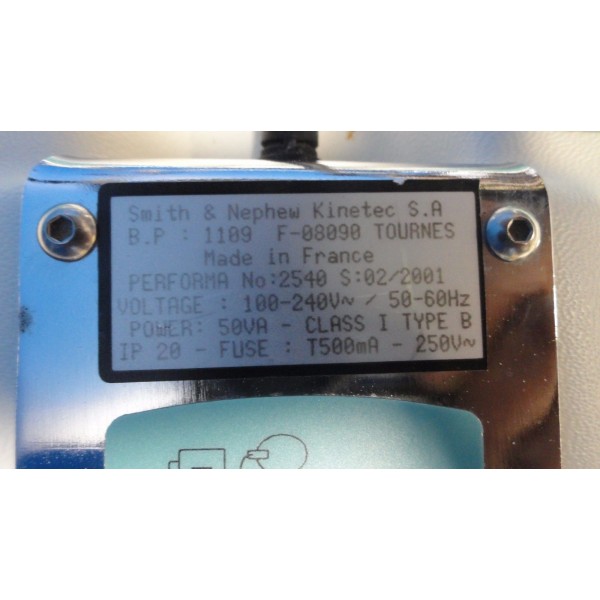 Smith & Nephew Kinetec S.A
B.P : 1109 F-08090 TOURNES
Made in France
PERFORMA No:2540 S:02/2001
VOLTAGE : 100-240V~ / 50-60Hz
POWER: 50VA - CLASS I TYPE B
IP 20 - FUSE : T500mA - 250V~